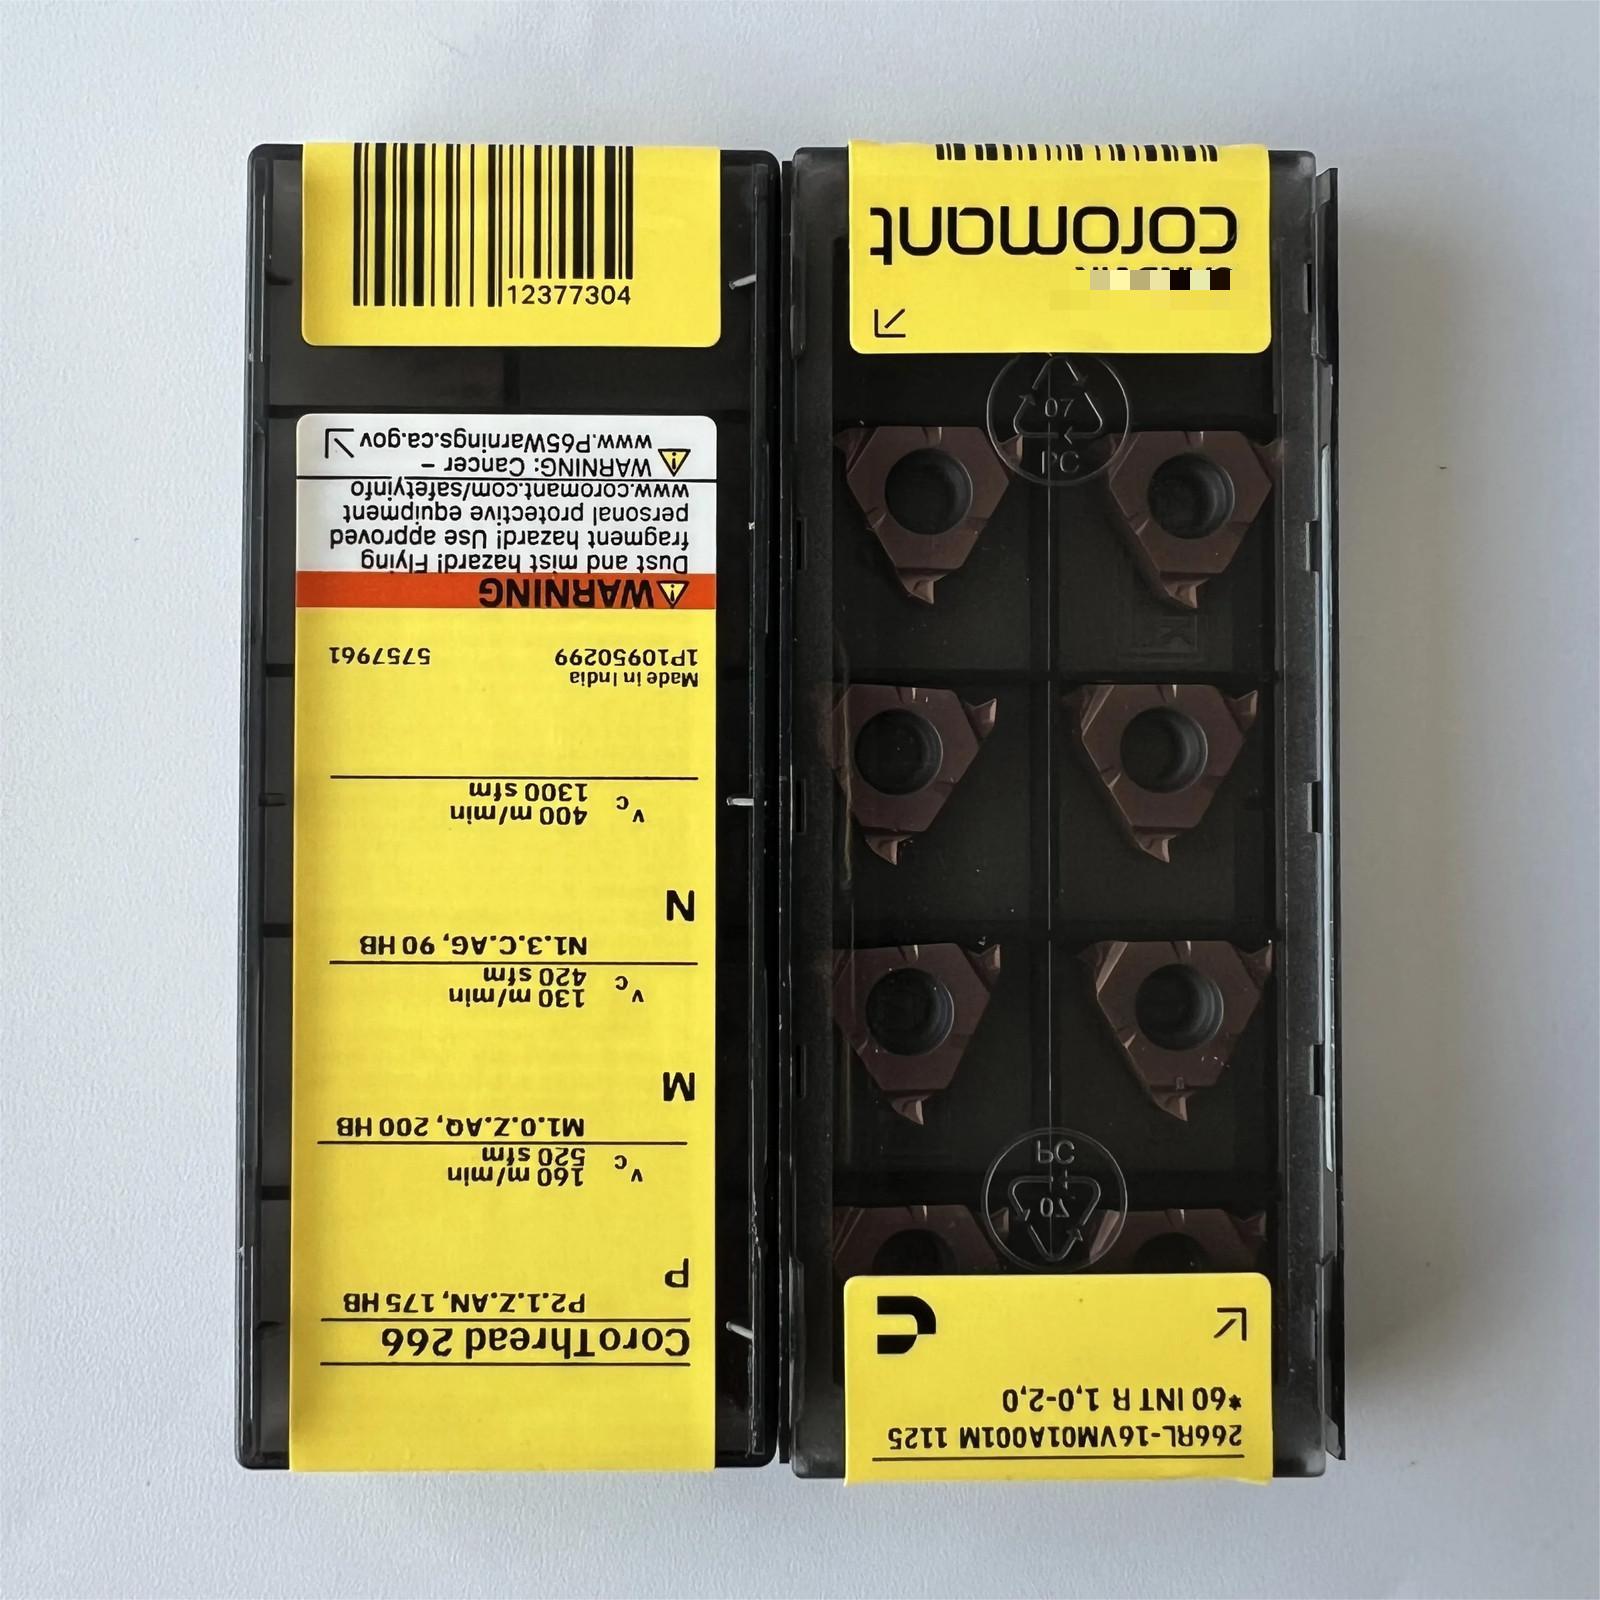 12377304
CoroThread 266
P2.1.Z.AN, 175 HB
P
vc 160 m/min
520 sfm
M1.0.Z.AQ, 200 HB
M
vc 130 m/min
420 sfm
N1.3.C.AG, 90 HB
N
vc 400 m/min
1300 sfm
Made in India
1P10950299 5757961
WARNING
Dust and mist hazard! Flying
fragment hazard! Use approved
personal protective equipment
www.coromant.com/safetyinfo
WARNING: Cancer –
www.P65Warnings.ca.gov
266RL-16VM01A001M 1125
*60 INT R 1,0-2,0
07
PC
07
PC
coromant